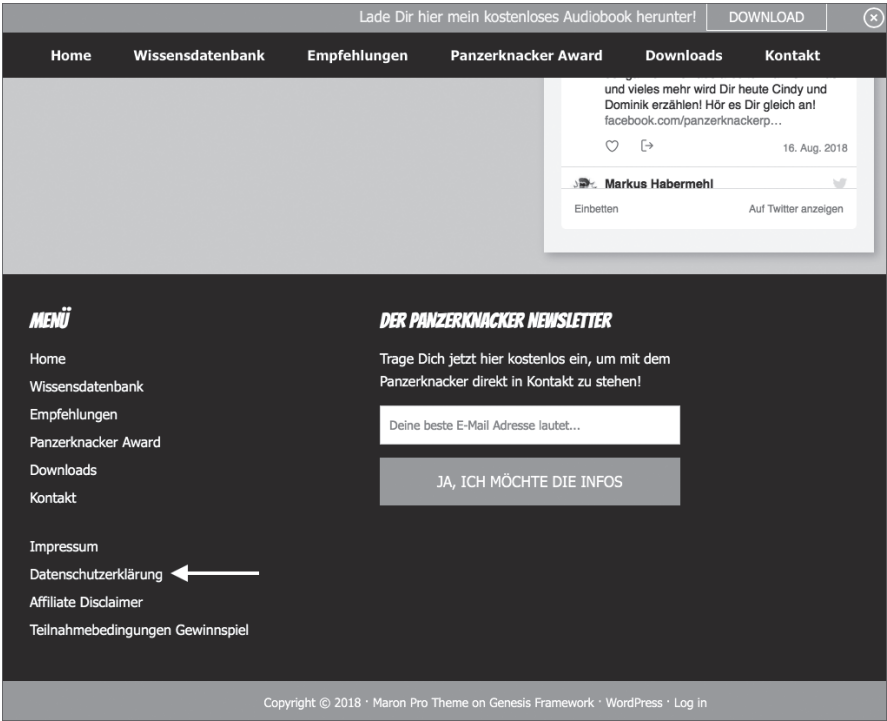 Lade Dir hier mein kostenloses Audiobook herunter! DOWNLOAD
Home Wissensdatenbank Empfehlungen Panzerknacker Award Downloads Kontakt
und vieles mehr wird Dir heute Cindy und
Dominik erzählen! Hör es Dir gleich an!
facebook.com/panzerknackerp…
16. Aug. 2018
Markus Habermehl
Einbetten Auf Twitter anzeigen
MENÜ
Home
Wissensdatenbank
Empfehlungen
Panzerknacker Award
Downloads
Kontakt
Impressum
Datenschutzerklärung
Affiliate Disclaimer
Teilnahmebedingungen Gewinnspiel
DER PANZERKNACKER NEWSLETTER
Trage Dich jetzt hier kostenlos ein, um mit dem
Panzerknacker direkt in Kontakt zu stehen!
Deine beste E-Mail Adresse lautet...
JA, ICH MÖCHTE DIE INFOS
Copyright © 2018 · Maron Pro Theme on Genesis Framework · WordPress · Log in